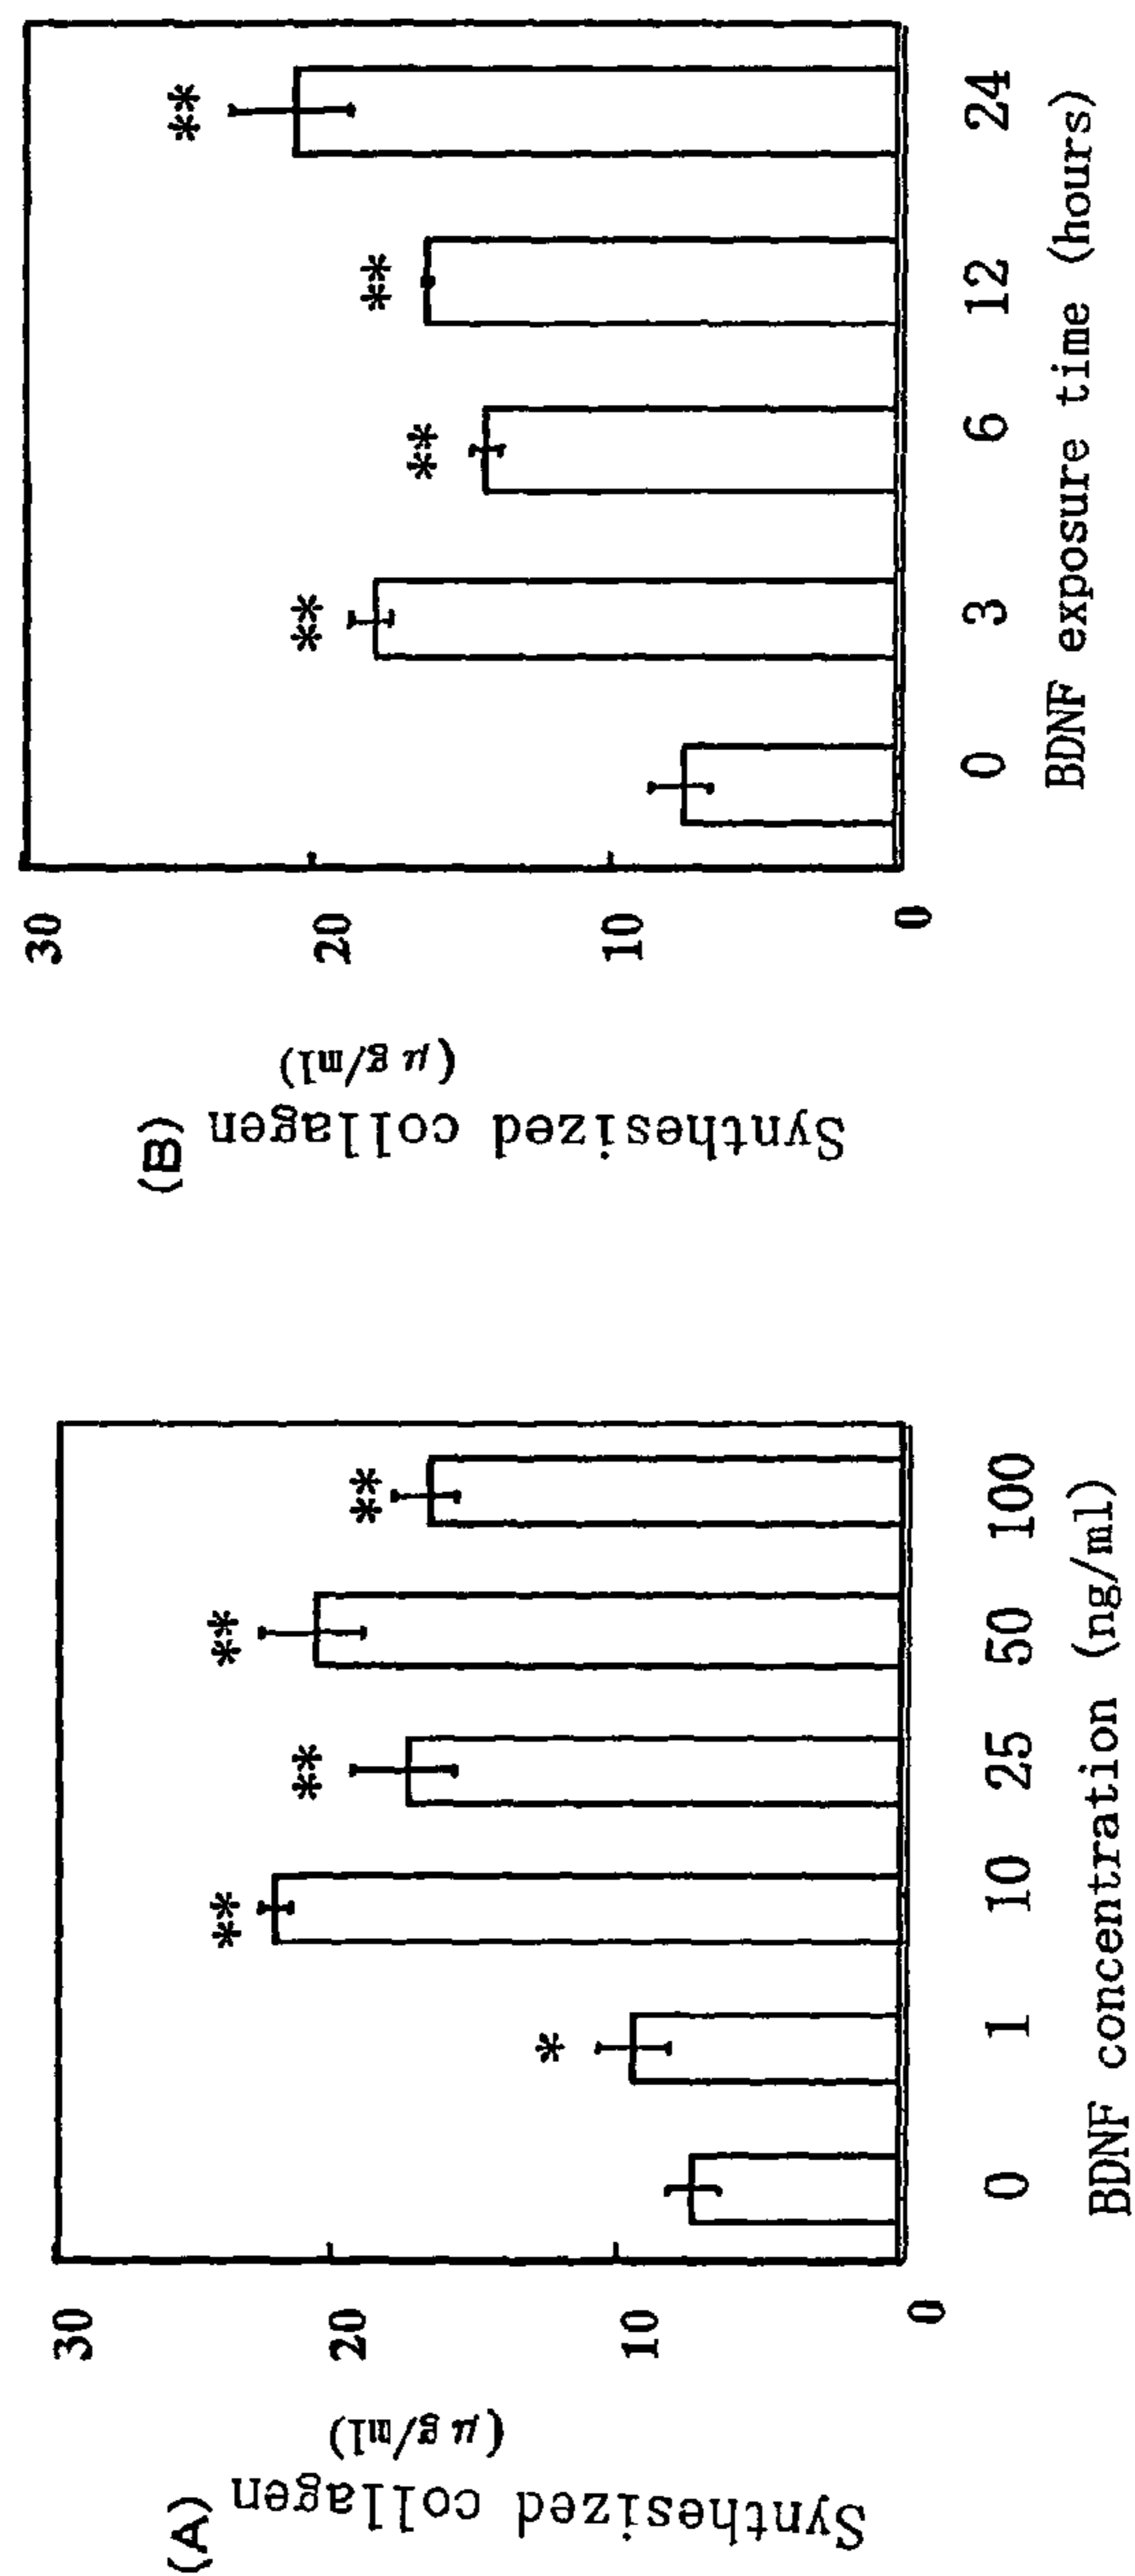 (A)
Synthesized collagen
(μg/ml)
30
20
10
0
*
**
**
**
**
0 1 10 25 50 100
BDNF concentration (ng/ml)
(B)
Synthesized collagen
(μg/ml)
30
20
10
0
**
**
**
**
0 3 6 12 24
BDNF exposure time (hours)